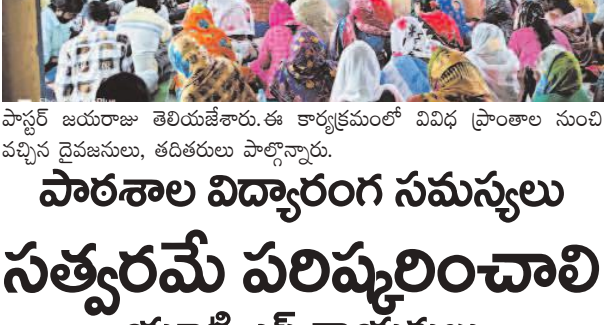 పాస్టర్ జయరాజు తెలియజేశారు.ఈ కార్యక్రమంలో వివిధ ప్రాంతాల నుంచి
వచ్చిన దైవజనులు, తదితరులు పాల్గొన్నారు.
పాఠశాల విద్యారంగ సమస్యలు
సత్వరమే పరిష్కరించాలి